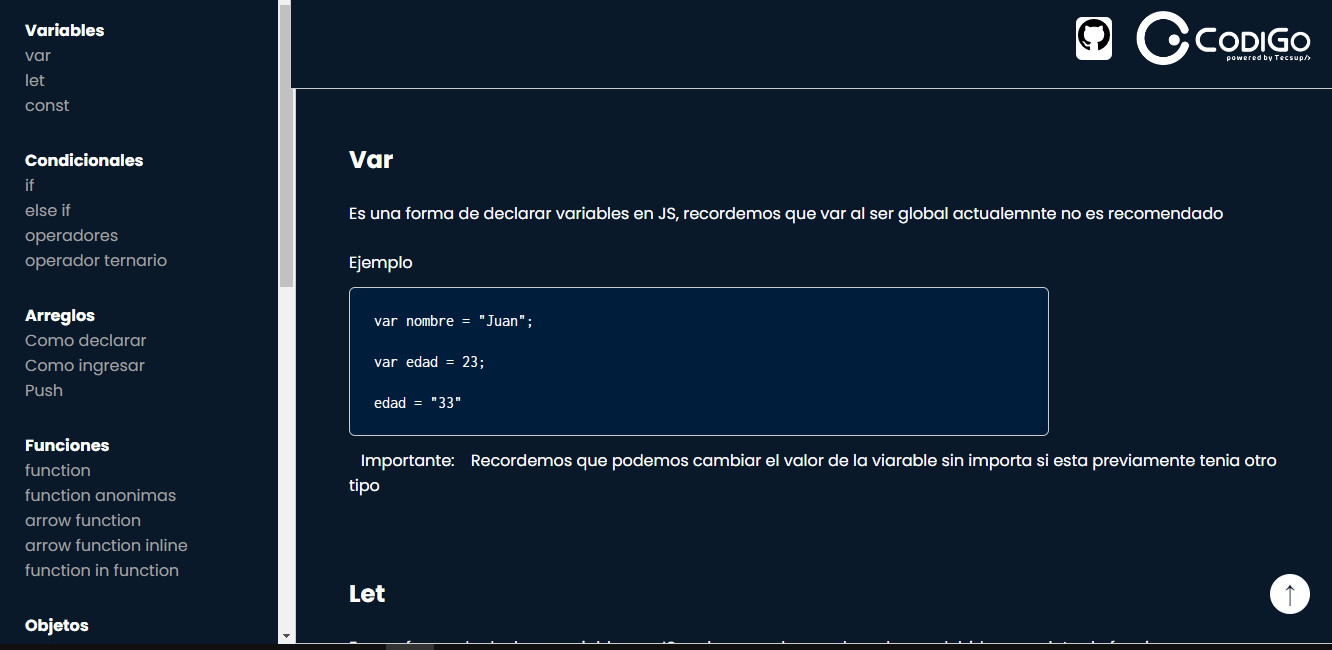 Variables
var
let
const
Condicionales
if
else if
operadores
operador ternario
Arreglos
Como declarar
Como ingresar
Push
Funciones
function
function anonimas
arrow function
arrow function inline
function in function
Objetos
CODIGO
powered by Tecsup/>
Var
Es una forma de declarar variables en JS, recordemos que var al ser global actualemnte no es recomendado
Ejemplo
var nombre = "Juan";
var edad = 23;
edad = "33"
Importante: Recordemos que podemos cambiar el valor de la viarable sin importa si esta previamente tenia otro
tipo
Let